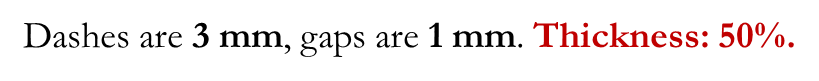 Dashes are 3 mm, gaps are 1 mm. Thickness: 50%.